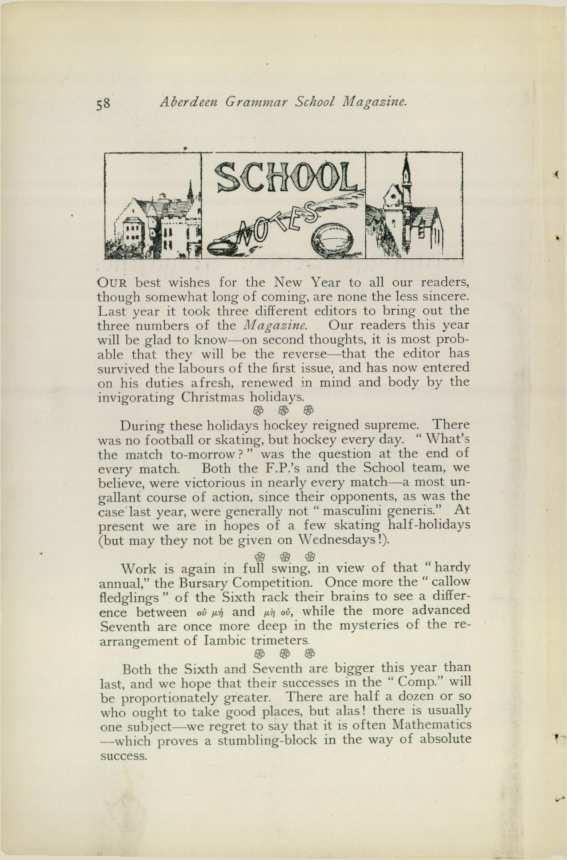 58 Aberdeen Grammar School Magazine.
SCHOOL
NOTES
OUR best wishes for the New Year to all our readers,
though somewhat long of coming, are none the less sincere.
Last year it took three different editors to bring out the
three numbers of the Magazine. Our readers this year
will be glad to know—on second thoughts, it is most prob-
able that they will be the reverse—that the editor has
survived the labours of the first issue, and has now entered
on his duties afresh, renewed in mind and body by the
invigorating Christmas holidays.
During these holidays hockey reigned supreme. There
was no football or skating, but hockey every day. "What's
the match to-morrow?" was the question at the end of
every match. Both the F.P.'s and the School team, we
believe, were victorious in nearly every match—a most un-
gallant course of action, since their opponents, as was the
case last year, were generally not "masculini generis." At
present we are in hopes of a few skating half-holidays
(but may they not be given on Wednesdays!).
Work is again in full swing, in view of that "hardy
annual," the Bursary Competition. Once more the "callow
fledglings" of the Sixth rack their brains to see a differ-
ence between οὐ μὴ and μὴ οὐ, while the more advanced
Seventh are once more deep in the mysteries of the re-
arrangement of Iambic trimeters.
Both the Sixth and Seventh are bigger this year than
last, and we hope that their successes in the "Comp." will
be proportionately greater. There are half a dozen or so
who ought to take good places, but alas! there is usually
one subject—we regret to say that it is often Mathematics
—which proves a stumbling-block in the way of absolute
success.